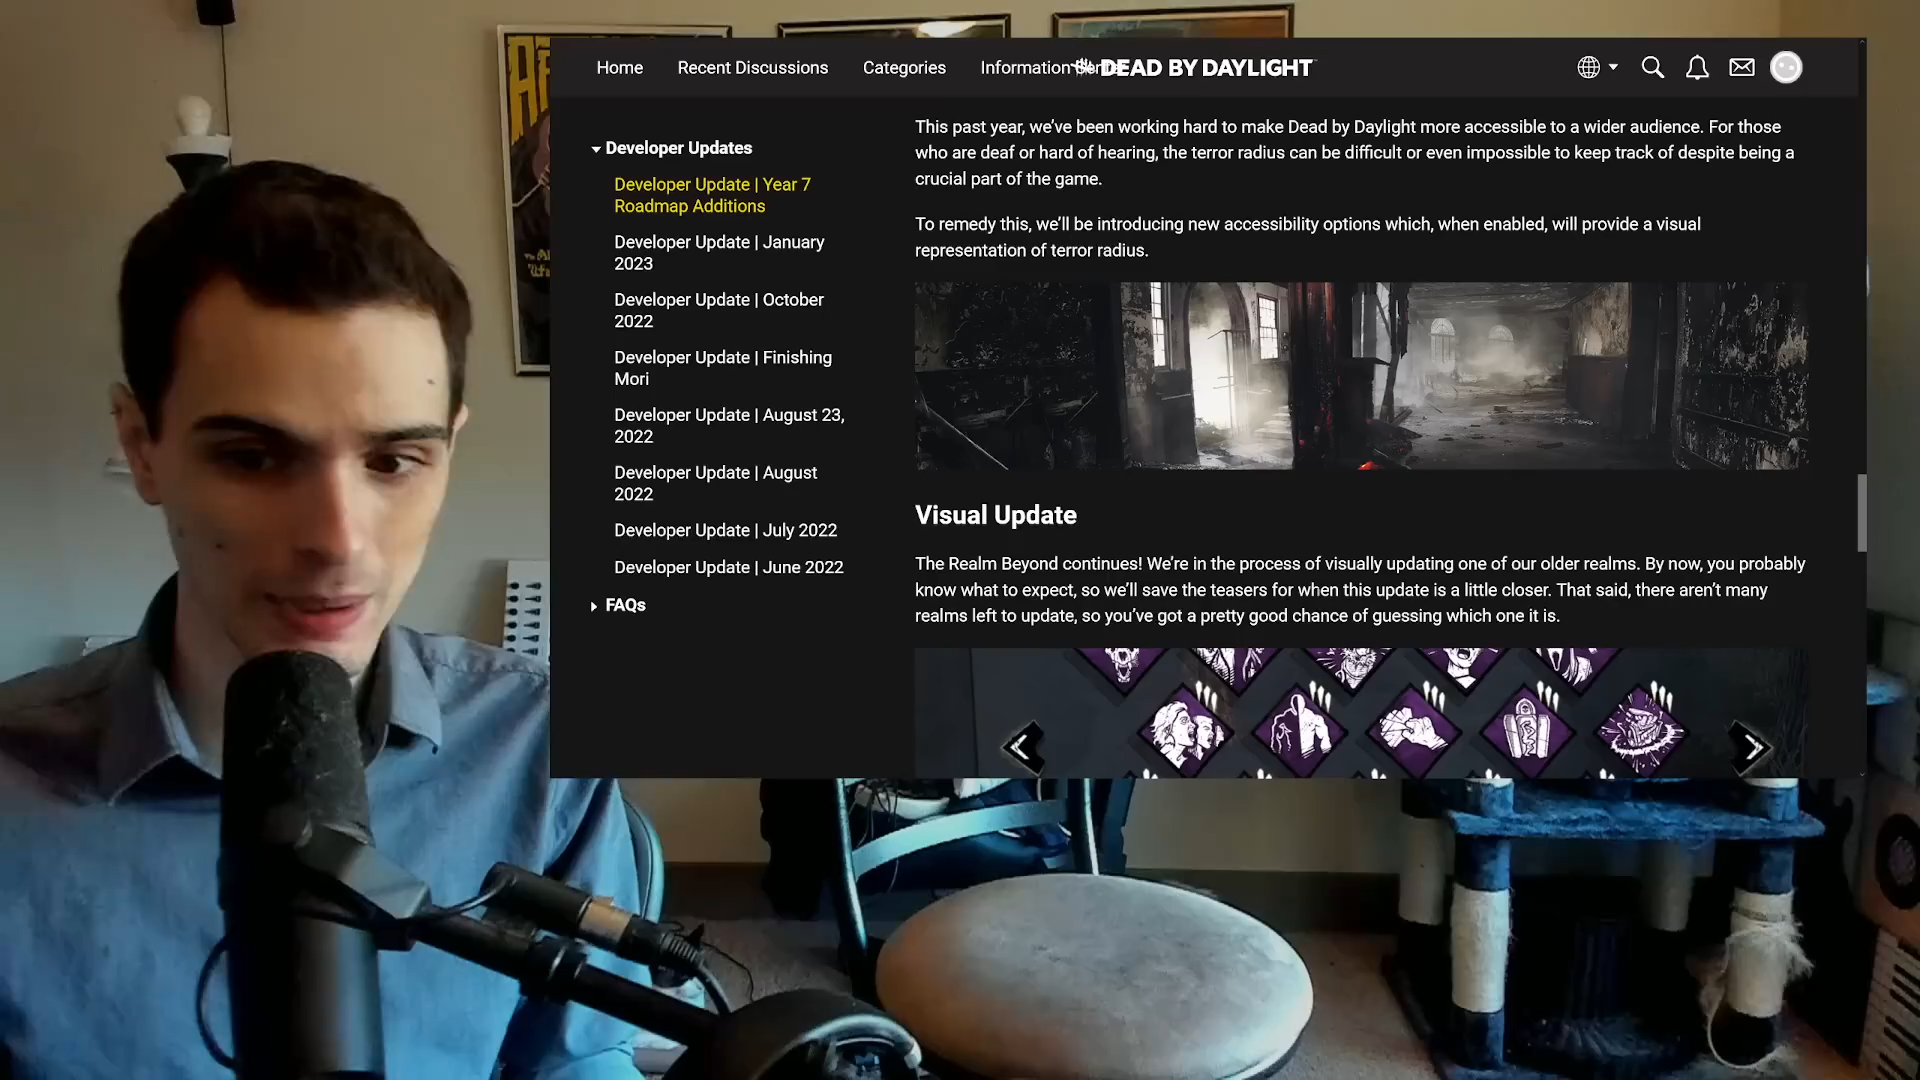 Home Recent Discussions Categories Information DEAD BY DAYLIGHT
Developer Updates
Developer Update | Year 7
Roadmap Additions
Developer Update | January
2023
Developer Update | October
2022
Developer Update | Finishing
Mori
Developer Update | August 23,
2022
Developer Update | August
2022
Developer Update | July 2022
Developer Update | June 2022
FAQs
This past year, we’ve been working hard to make Dead by Daylight more accessible to a wider audience. For those
who are deaf or hard of hearing, the terror radius can be difficult or even impossible to keep track of despite being a
crucial part of the game.
To remedy this, we’ll be introducing new accessibility options which, when enabled, will provide a visual
representation of terror radius.
Visual Update
The Realm Beyond continues! We’re in the process of visually updating one of our older realms. By now, you probably
know what to expect, so we’ll save the teasers for when this update is a little closer. That said, there aren’t many
realms left to update, so you’ve got a pretty good chance of guessing which one it is.